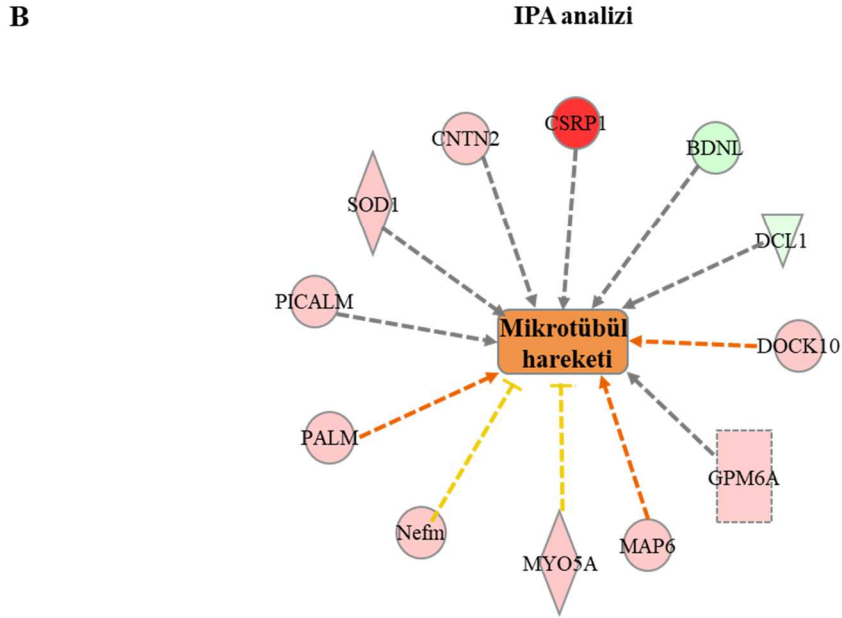 B
IPA analizi
CNTN2
CSRP1
BDNL
SOD1
DCL1
PICALM
Mikrotübül
hareketi
DOCK10
PALM
GPM6A
Nefm
MYO5A
MAP6